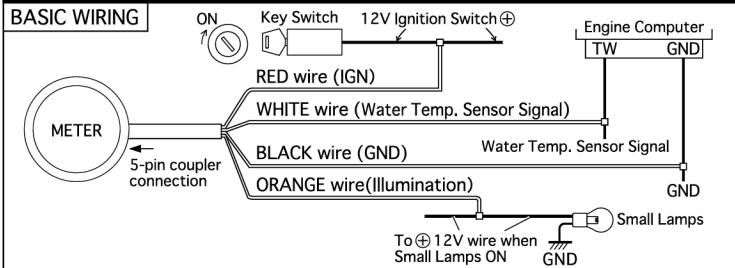 BASIC WIRING
ON
Key Switch
12V Ignition Switch ⊕
Engine Computer
TW GND
RED wire (IGN)
WHITE wire (Water Temp. Sensor Signal)
METER
Water Temp. Sensor Signal
BLACK wire (GND)
5-pin coupler
connection
ORANGE wire(Illumination)
GND
Small Lamps
To ⊕ 12V wire when
Small Lamps ON
GND